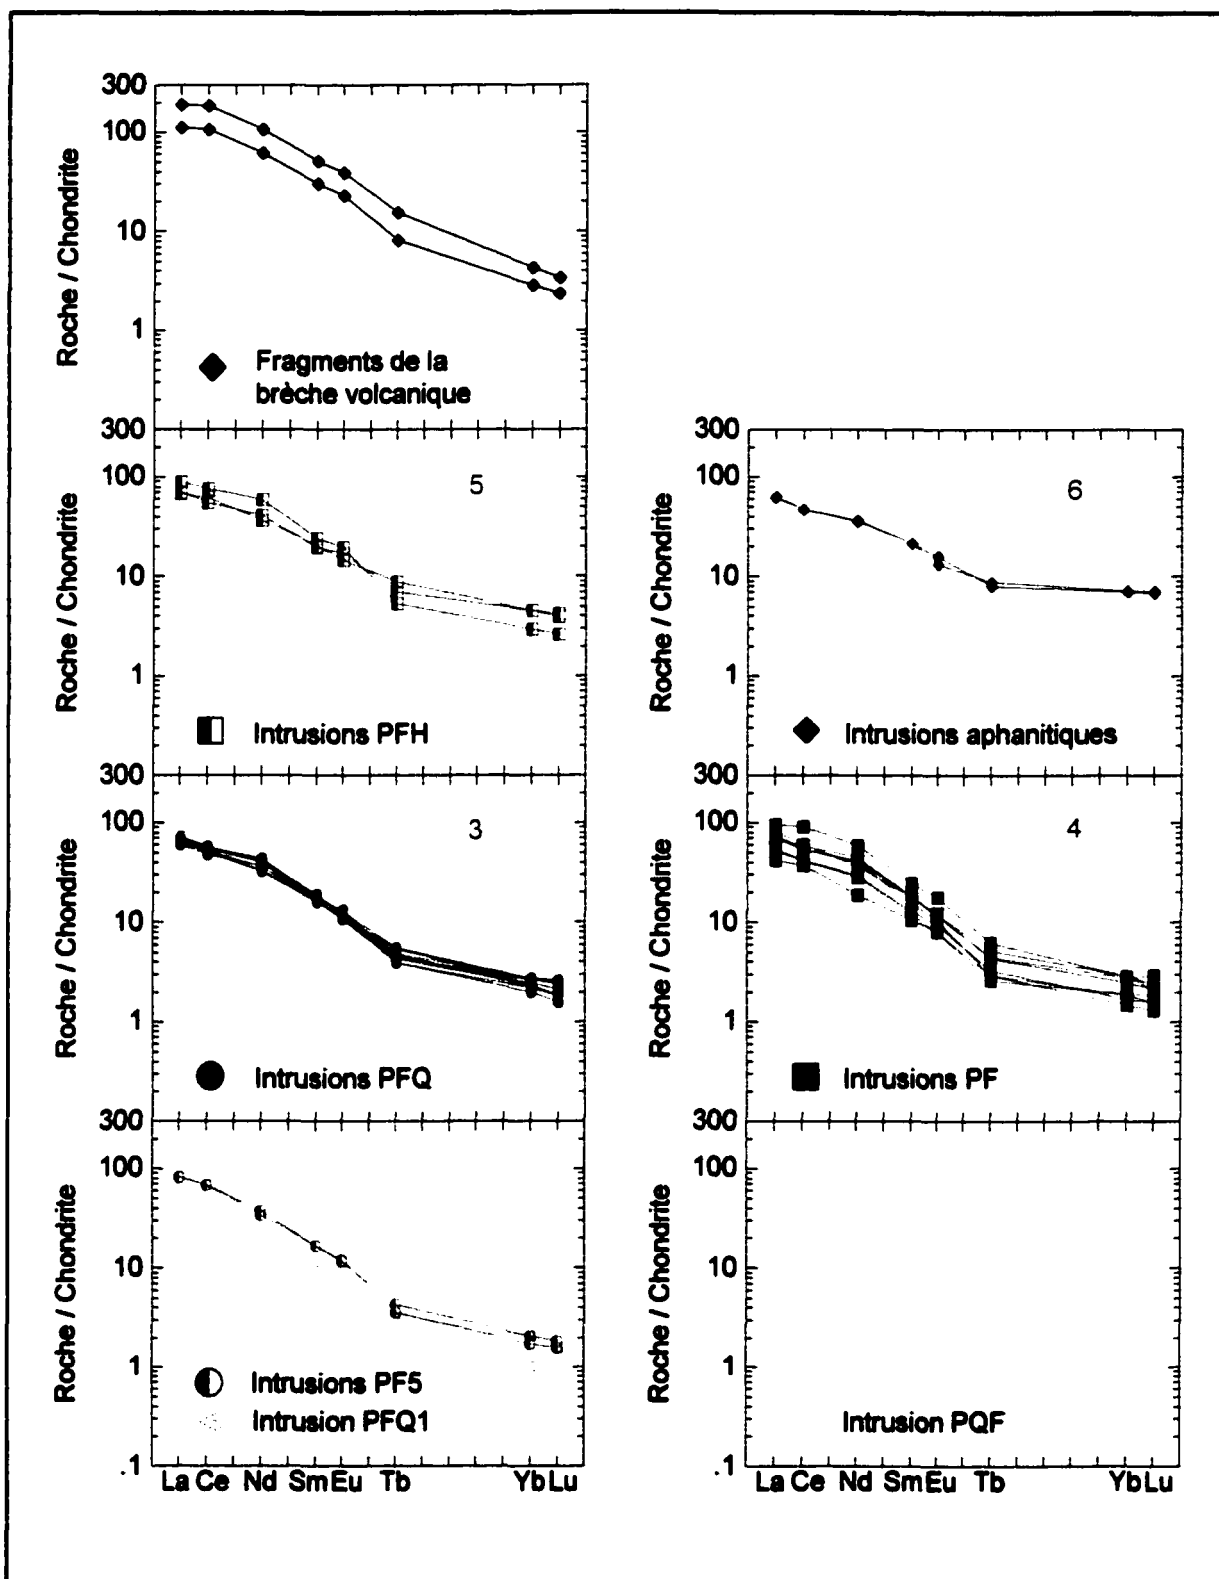 300
100
10
1
Roche / Chondrite
Fragments de la
brèche volcanique
300
100
10
1
Roche / Chondrite
5
Intrusions PFH
300
100
10
1
Roche / Chondrite
6
Intrusions aphanitiques
300
100
10
1
Roche / Chondrite
3
Intrusions PFQ
300
100
10
1
Roche / Chondrite
4
Intrusions PF
300
100
10
1
.1
Roche / Chondrite
Intrusions PF5
Intrusion PFQ1
La Ce Nd Sm Eu Tb Yb Lu
300
100
10
1
.1
Roche / Chondrite
Intrusion PQF
La Ce Nd Sm Eu Tb Yb Lu